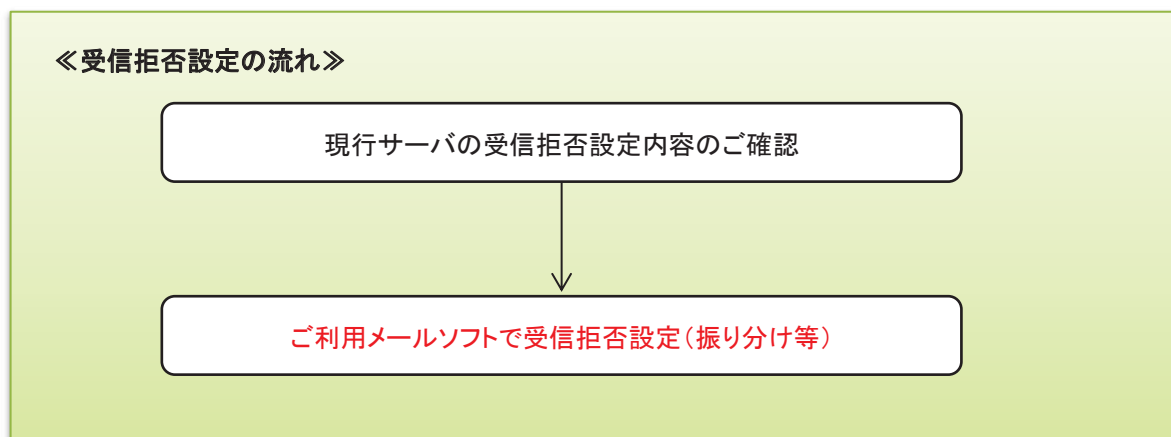 ≪受信拒否設定の流れ≫
現行サーバの受信拒否設定内容のご確認
ご利用メールソフトで受信拒否設定(振り分け等)